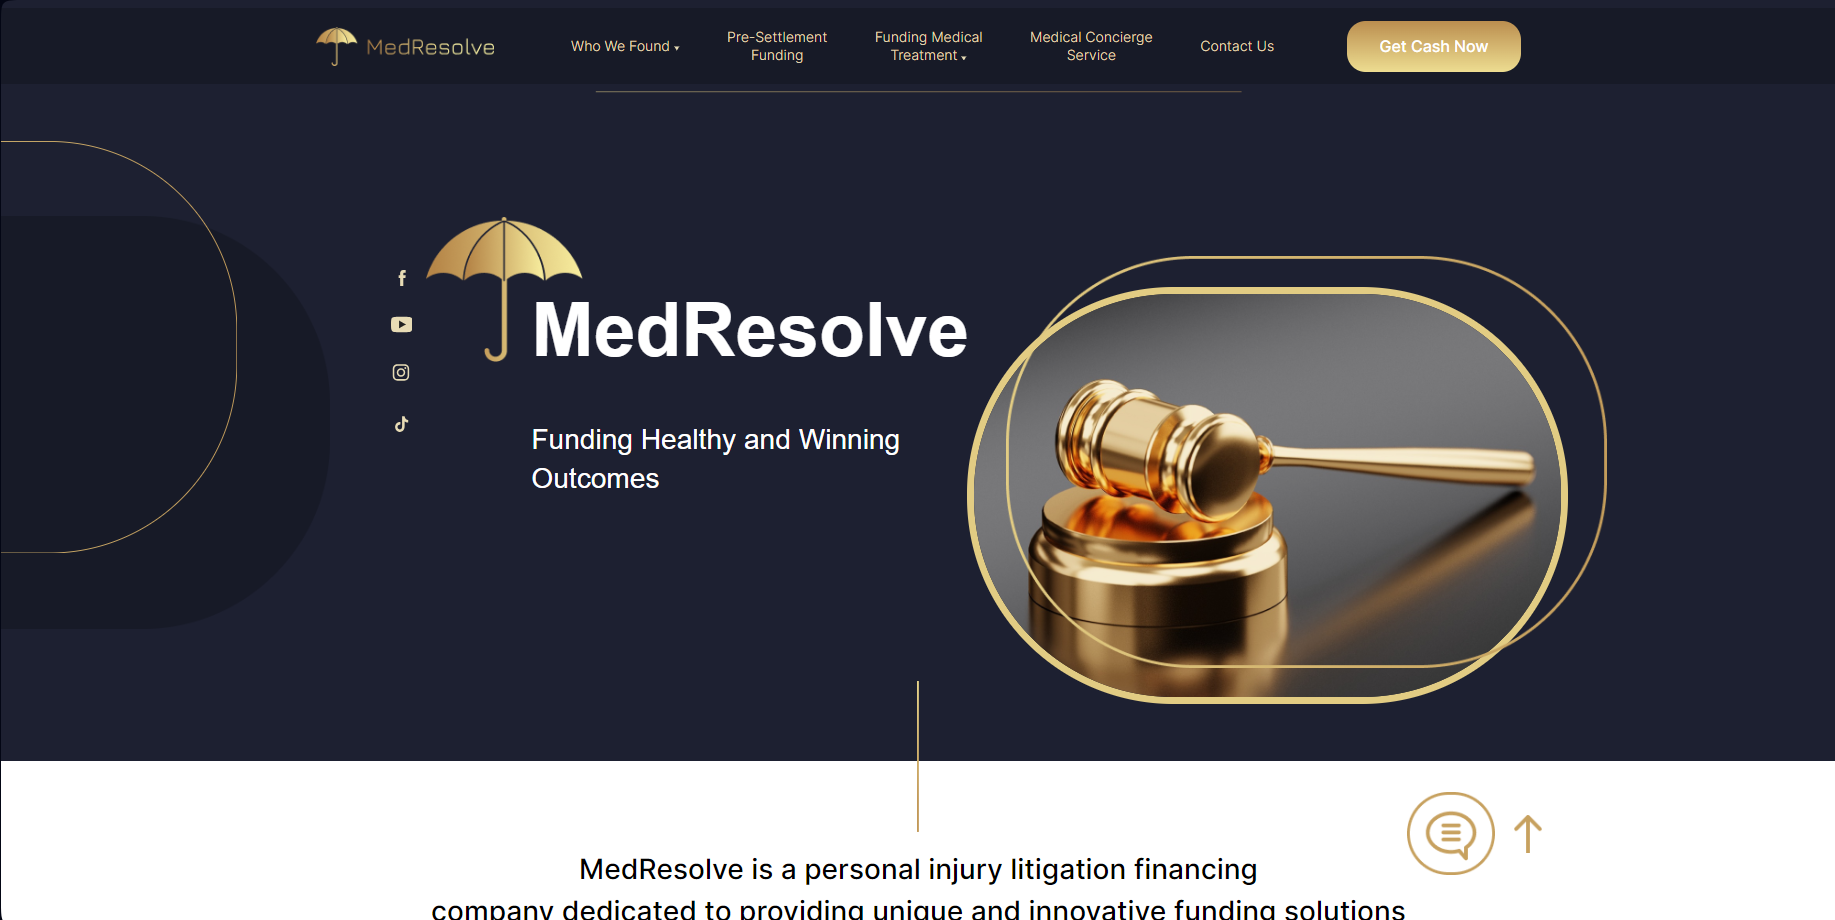 MedResolve
Who We Found
Pre-Settlement
Funding
Funding Medical
Treatment
Medical Concierge
Service
Contact Us
Get Cash Now
MedResolve
Funding Healthy and Winning
Outcomes
MedResolve is a personal injury litigation financing
company dedicated to providing unique and innovative funding solutions